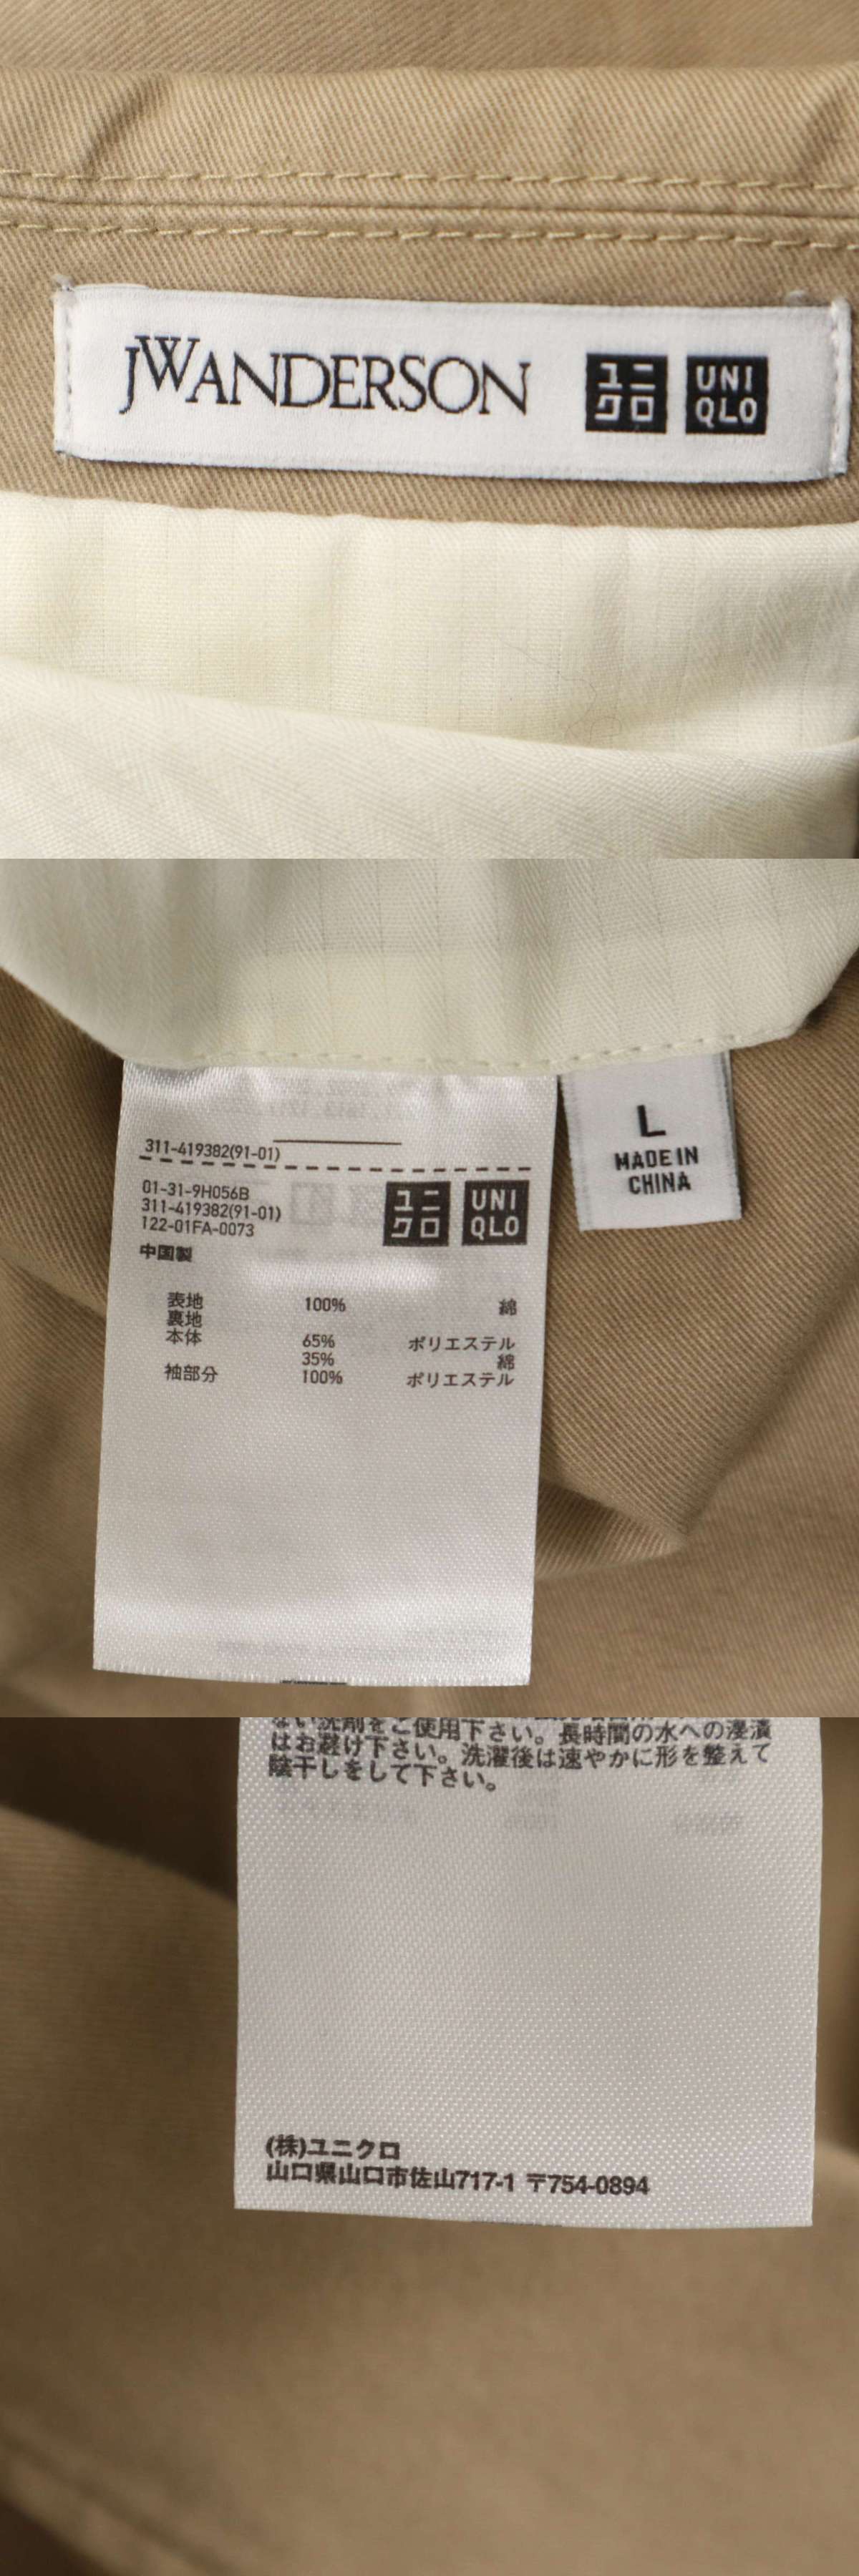 JWANDERSON ユニクロ UNIQLO
311-419382(91-01)
01-31-9H056B
311-419382(91-01)
122-01FA-0073
中国製
ユニクロ UNIQLO
表地 100% 綿
裏地
本体 65% ポリエステル
35% 綿
袖部分 100% ポリエステル
L
MADE IN
CHINA
ない洗剤をご使用下さい。長時間の水への浸漬
はお避け下さい。洗濯後は速やかに形を整えて
陰干しをして下さい。
(株)ユニクロ
山口県山口市佐山717-1 〒754-0894